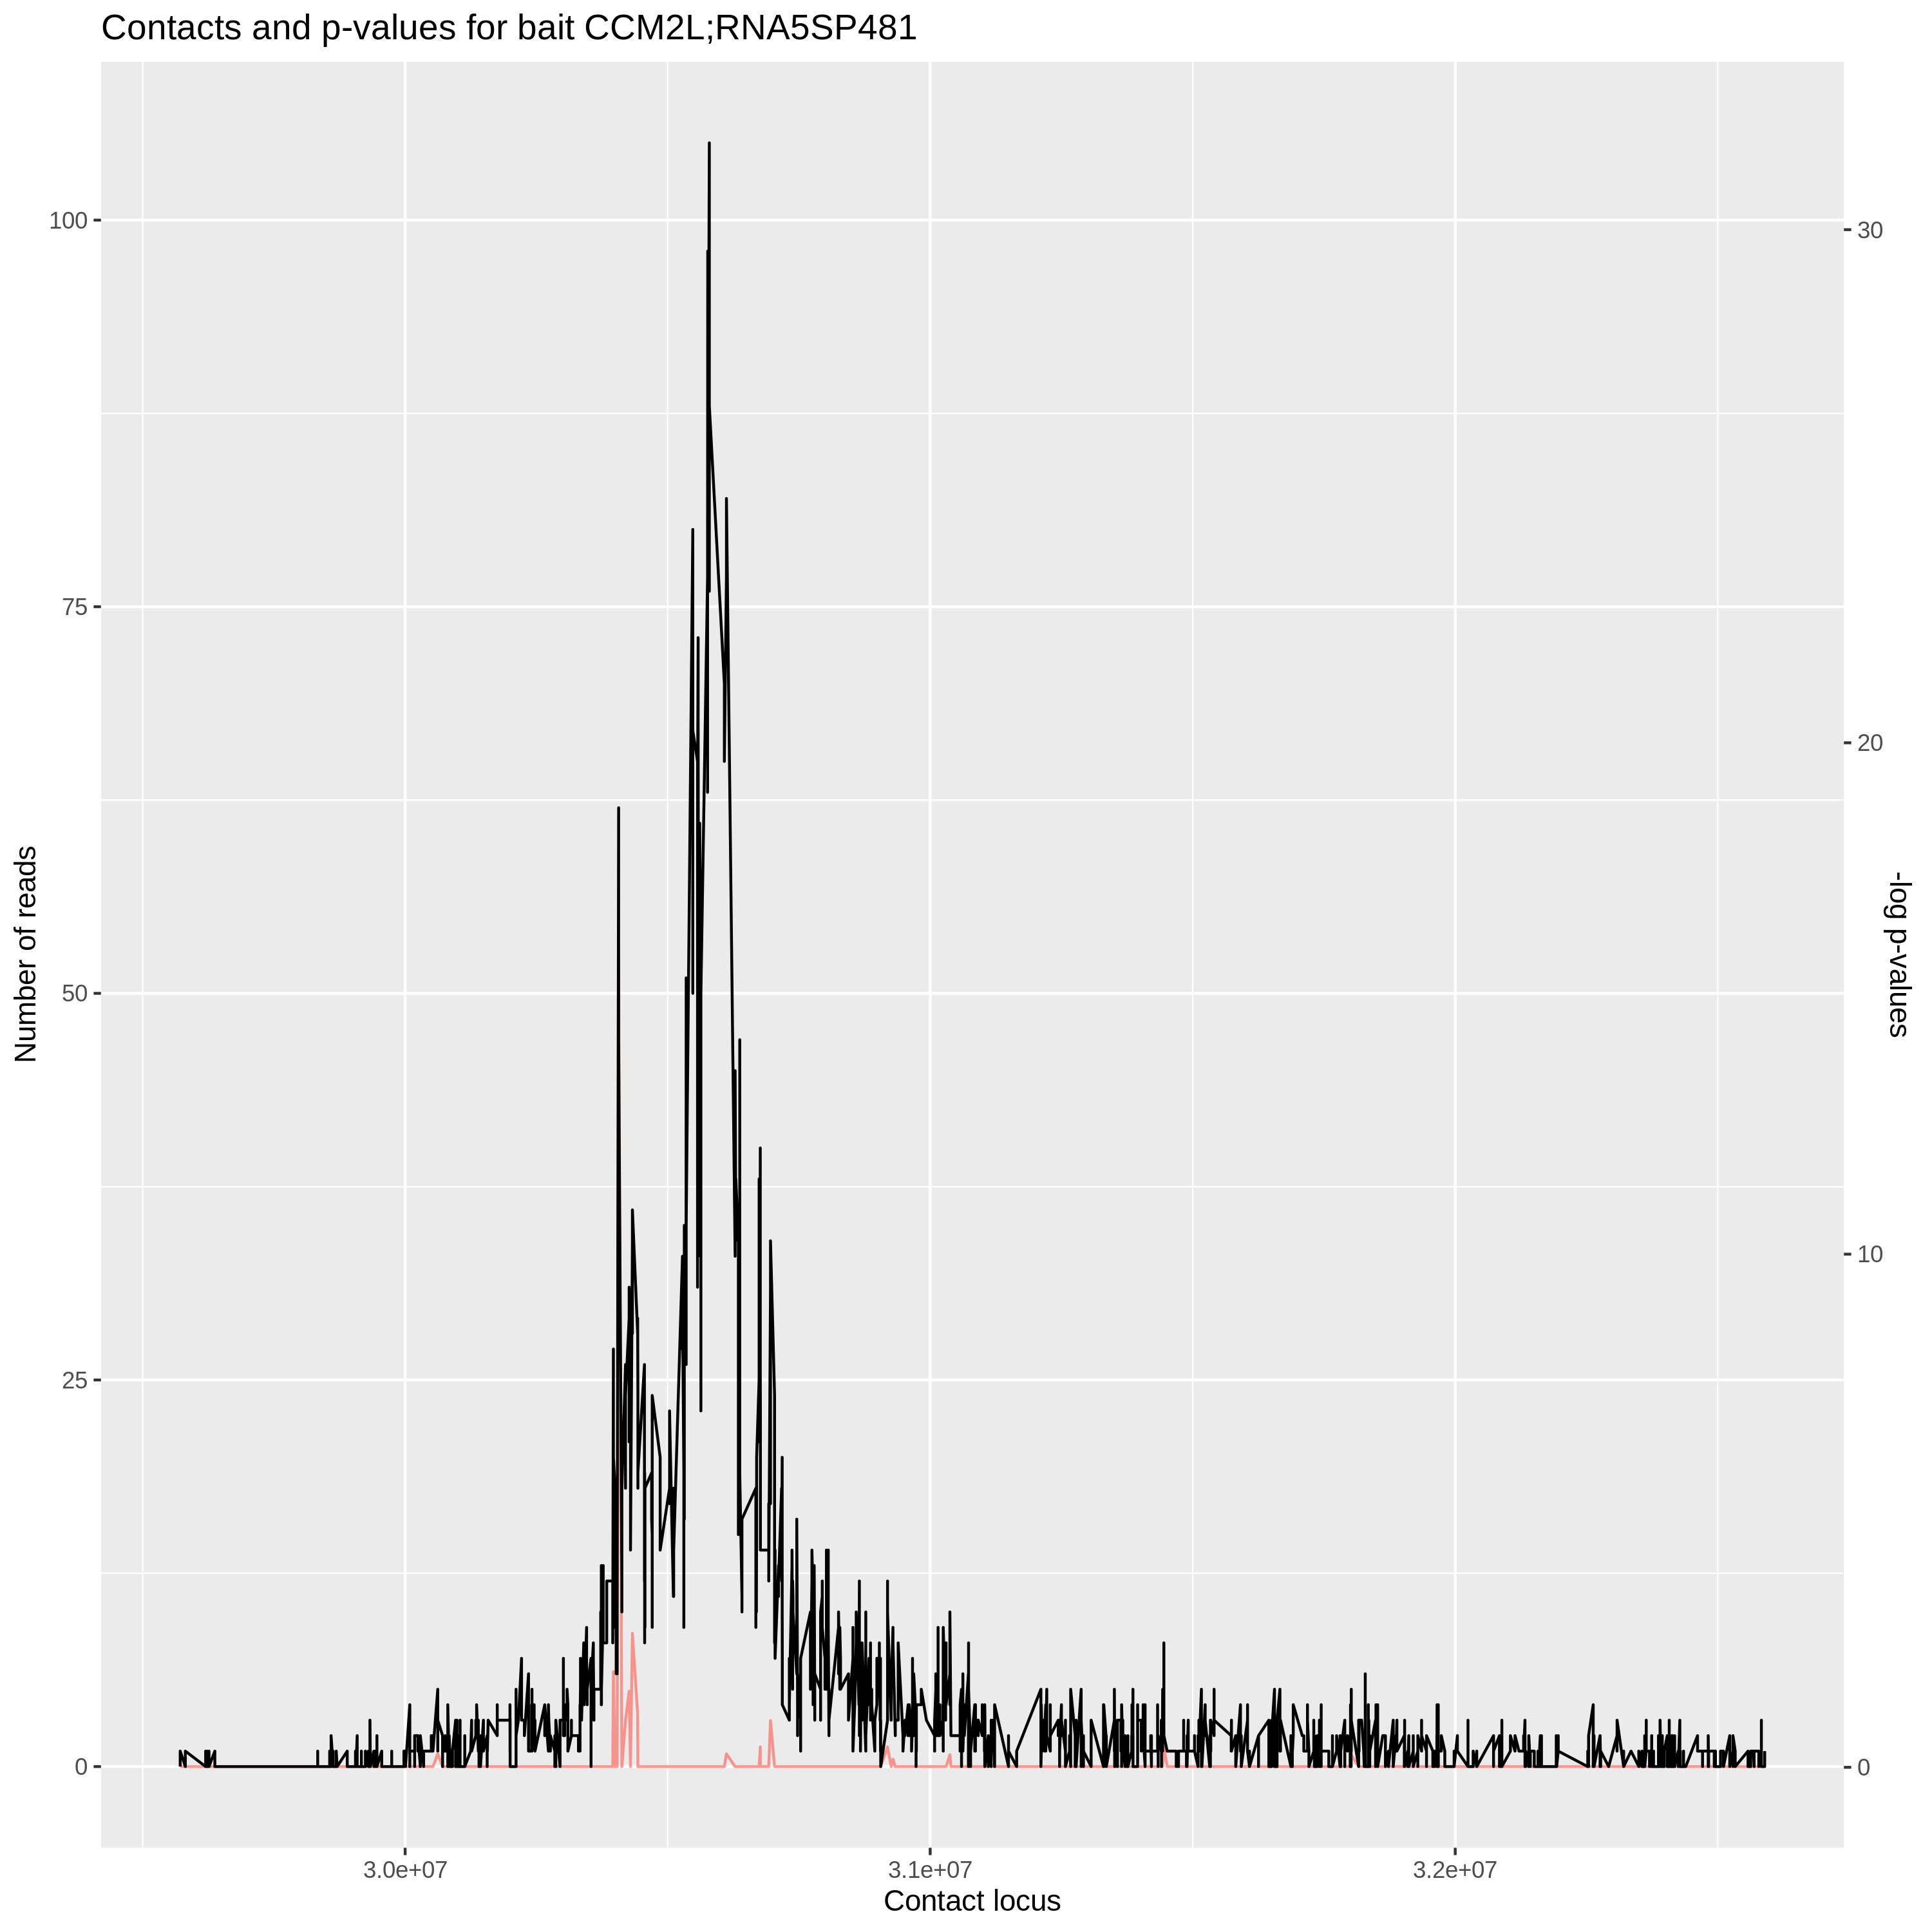 Contacts and p-values for bait CCM2L;RNA5SP481
Number of reads
100
75
50
25
0
30
20
10
0
-log p-values
3.0e+07
3.1e+07
3.2e+07
Contact locus